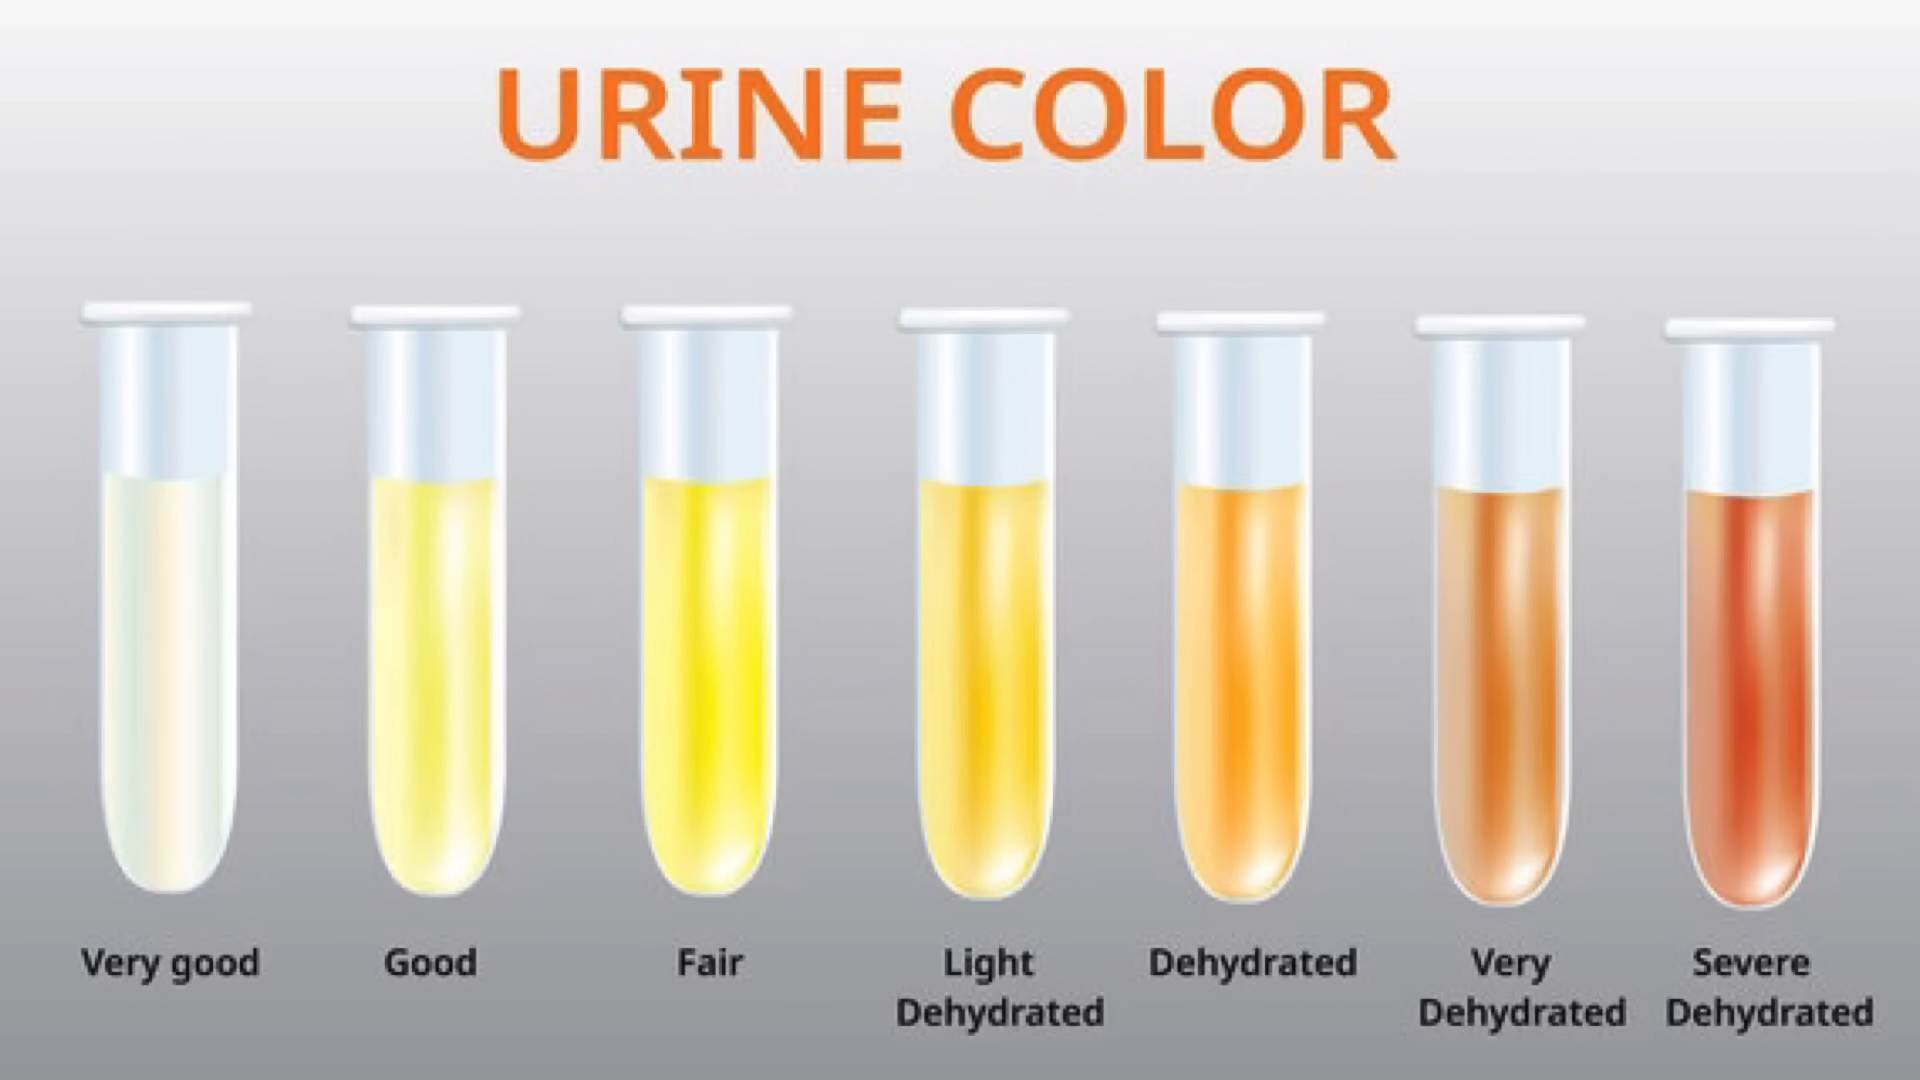 URINE COLOR
Very good
Good
Fair
Light
Dehydrated
Dehydrated
Very
Dehydrated
Severe
Dehydrated